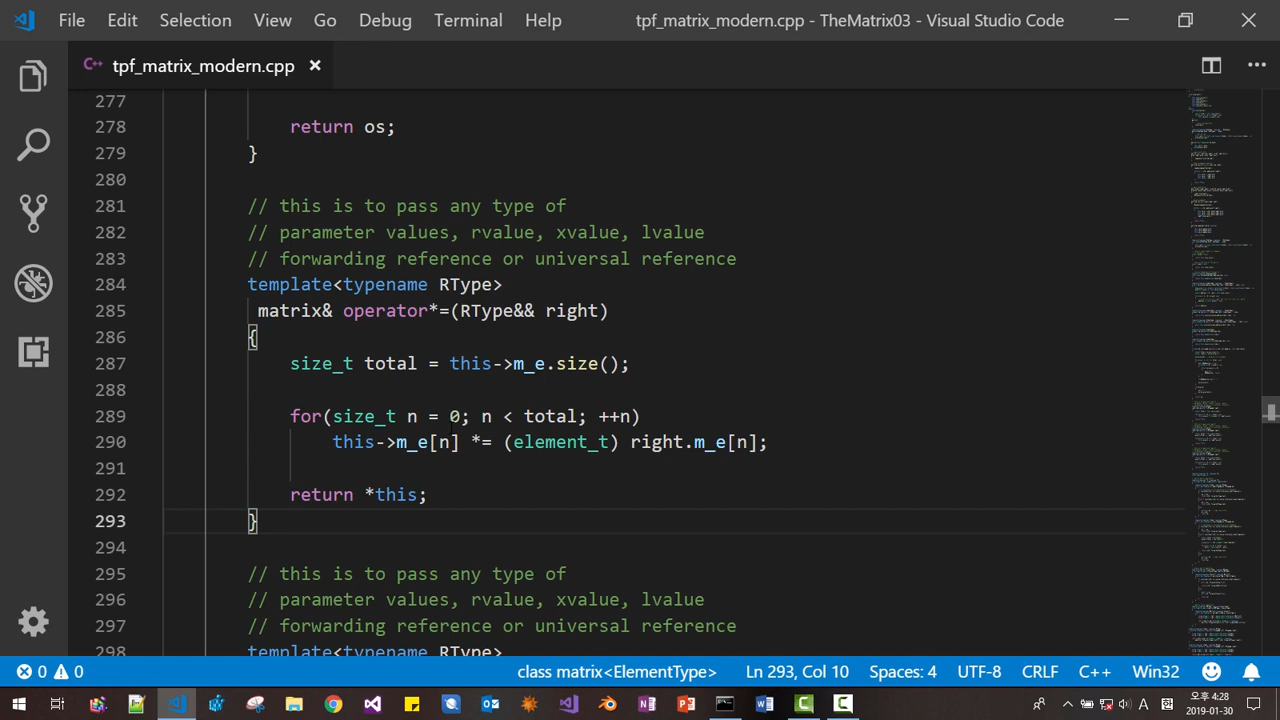 File Edit Selection View Go Debug Terminal Help tpf_matrix_modern.cpp - TheMatrix03 - Visual Studio Code
C++ tpf_matrix_modern.cpp ×
277
278 return os;
279 }
280
281 // this is to pass any type of
282 // parameter values, rvalue, xvalue, lvalue
283 // forwarding reference or universal reference
284 template<typename RType>
285 matrix& operator*=(RType&& right)
286 {
287 size_t total = this->m_e.size();
288
289 for(size_t n = 0; n < total; ++n)
290 this->m_e[n] *= (element_t) right.m_e[n];
291
292 return *this;
293 }
294
295 // this is to pass any type of
296 // parameter values, rvalue, xvalue, lvalue
297 // forwarding reference or universal reference
298 template<typename RType>
0 0 class matrix<ElementType> Ln 293, Col 10 Spaces: 4 UTF-8 CRLF C++ Win32
오후 4:28
2019-01-30